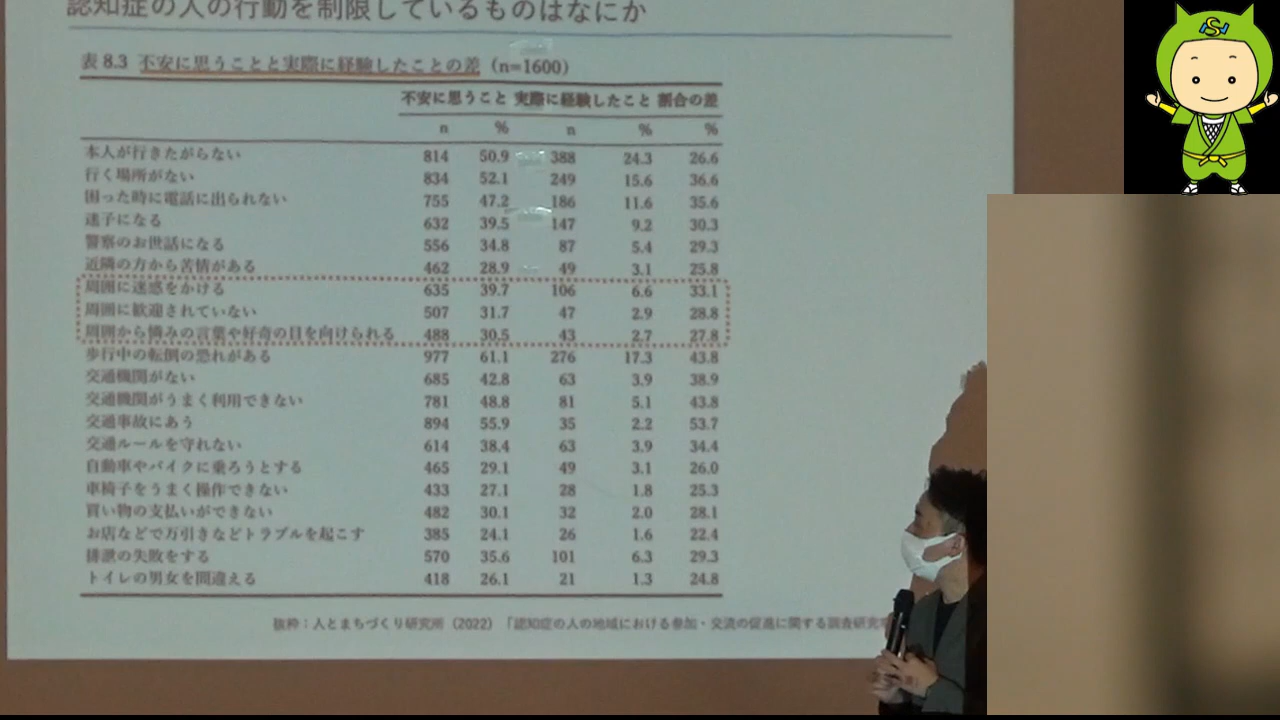 認知症の人の行動を制限しているものはなにか
表 8.3 不安に思うことと実際に経験したことの差 (n=1600)
不安に思うこと 実際に経験したこと 割合の差
n % n % %
本人が行きたがらない 814 50.9 388 24.3 26.6
行く場所がない 834 52.1 249 15.6 36.6
困った時に電話に出られない 755 47.2 186 11.6 35.6
迷子になる 632 39.5 147 9.2 30.3
警察のお世話になる 556 34.8 87 5.4 29.3
近隣の方から苦情がある 462 28.9 49 3.1 25.8
周囲に迷惑をかける 635 39.7 106 6.6 33.1
周囲に歓迎されていない 507 31.7 47 2.9 28.8
周囲から憐みの言葉や好奇の目を向けられる 488 30.5 43 2.7 27.8
歩行中の転倒の恐れがある 977 61.1 276 17.3 43.8
交通機関がない 685 42.8 63 3.9 38.9
交通機関がうまく利用できない 781 48.8 81 5.1 43.8
交通事故にあう 894 55.9 35 2.2 53.7
交通ルールを守れない 614 38.4 63 3.9 34.4
自動車やバイクに乗ろうとする 465 29.1 49 3.1 26.0
車椅子をうまく操作できない 433 27.1 28 1.8 25.3
買い物の支払いができない 482 30.1 32 2.0 28.1
お店などで万引きなどトラブルを起こす 385 24.1 26 1.6 22.4
排泄の失敗をする 570 35.6 101 6.3 29.3
トイレの男女を間違える 418 26.1 21 1.3 24.8
抜粋:人とまちづくり研究所(2022)「認知症の人の地域における参加・交流の促進に関する調査研究
S